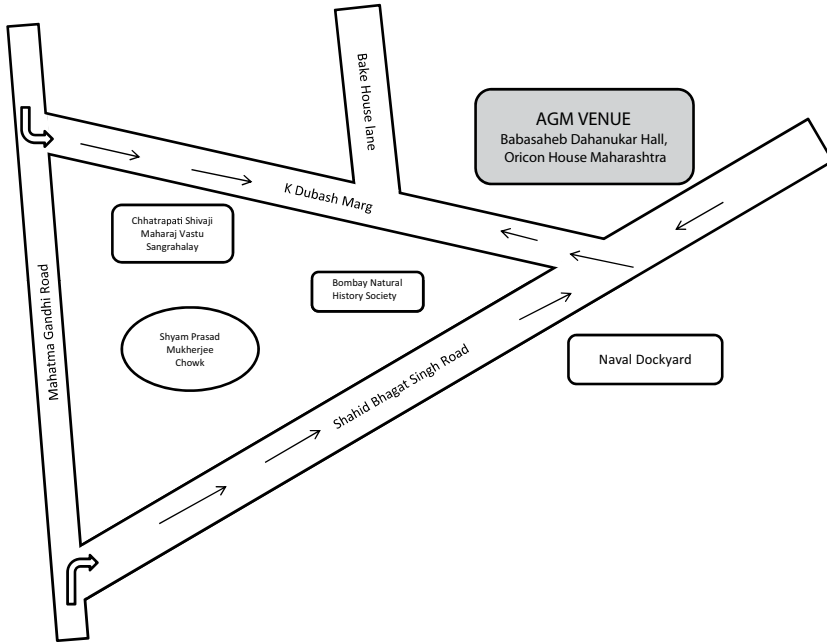 Bake House lane
AGM VENUE
Babasaheb Dahanukar Hall,
Oricon House Maharashtra
K Dubash Marg
Chhatrapati Shivaji
Maharaj Vastu
Sangrahalay
Bombay Natural
History Society
Mahatma Gandhi Road
Shyam Prasad
Mukherjee
Chowk
Naval Dockyard
Shahid Bhagat Singh Road